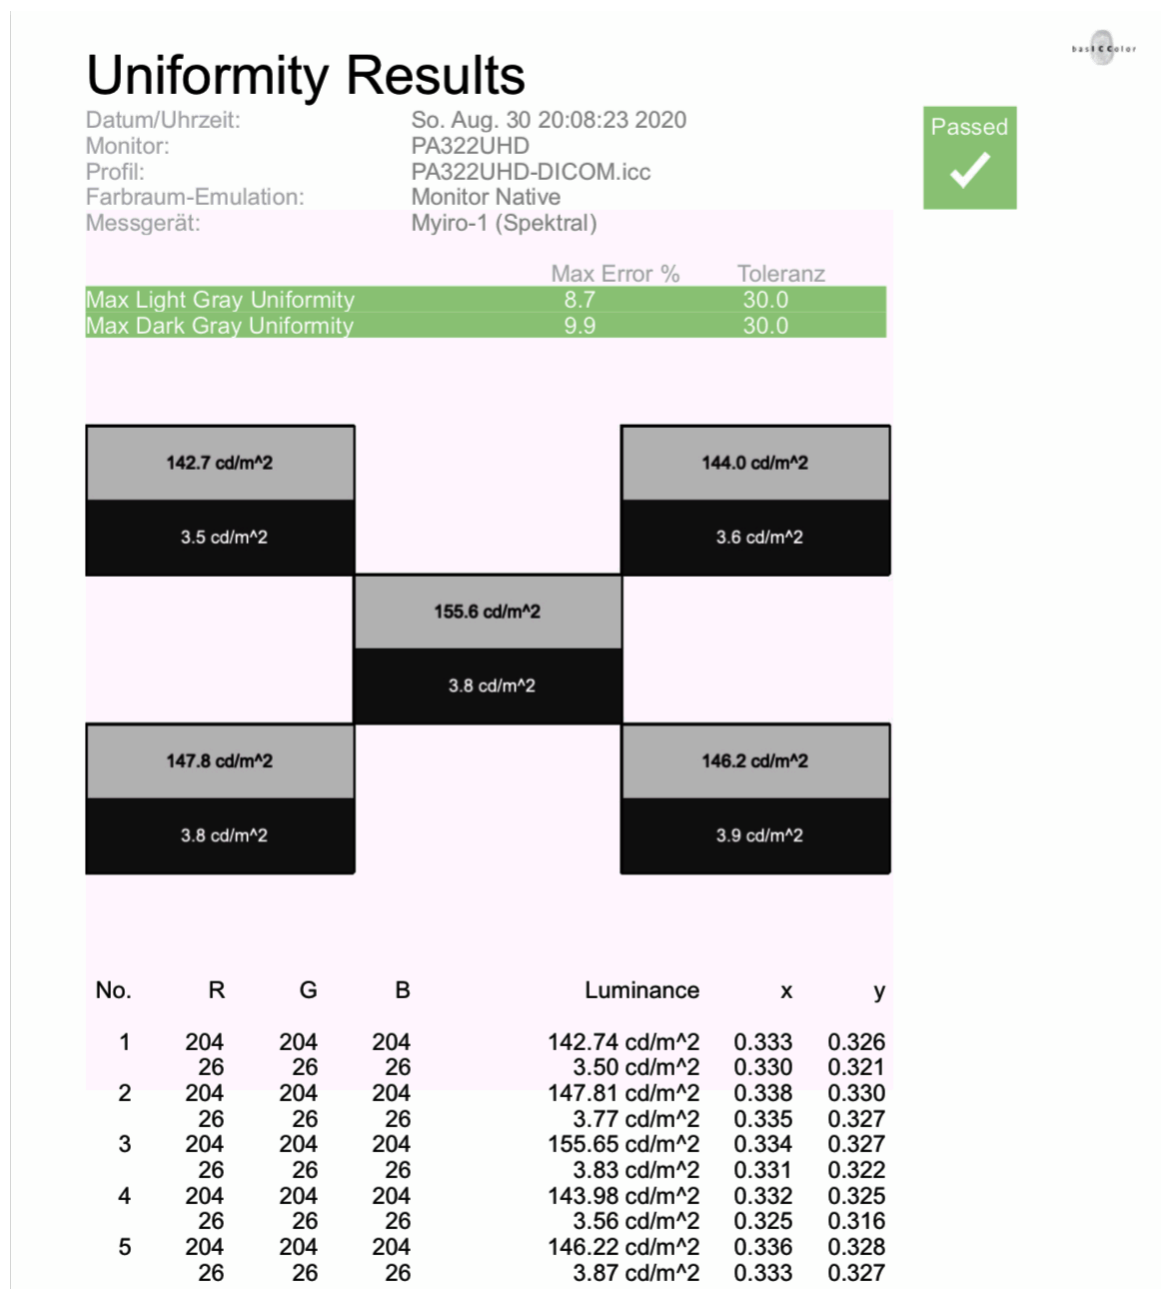 basICColor
Uniformity Results
Datum/Uhrzeit: So. Aug. 30 20:08:23 2020
Monitor: PA322UHD
Profil: PA322UHD-DICOM.icc
Farbraum-Emulation: Monitor Native
Messgerät: Myiro-1 (Spektral)
Passed
Max Error % Toleranz
Max Light Gray Uniformity 8.7 30.0
Max Dark Gray Uniformity 9.9 30.0
142.7 cd/m^2 144.0 cd/m^2
3.5 cd/m^2 3.6 cd/m^2
155.6 cd/m^2
3.8 cd/m^2
147.8 cd/m^2 146.2 cd/m^2
3.8 cd/m^2 3.9 cd/m^2
No. R G B Luminance x y
1 204 204 204 142.74 cd/m^2 0.333 0.326
26 26 26 3.50 cd/m^2 0.330 0.321
2 204 204 204 147.81 cd/m^2 0.338 0.330
26 26 26 3.77 cd/m^2 0.335 0.327
3 204 204 204 155.65 cd/m^2 0.334 0.327
26 26 26 3.83 cd/m^2 0.331 0.322
4 204 204 204 143.98 cd/m^2 0.332 0.325
26 26 26 3.56 cd/m^2 0.325 0.316
5 204 204 204 146.22 cd/m^2 0.336 0.328
26 26 26 3.87 cd/m^2 0.333 0.327